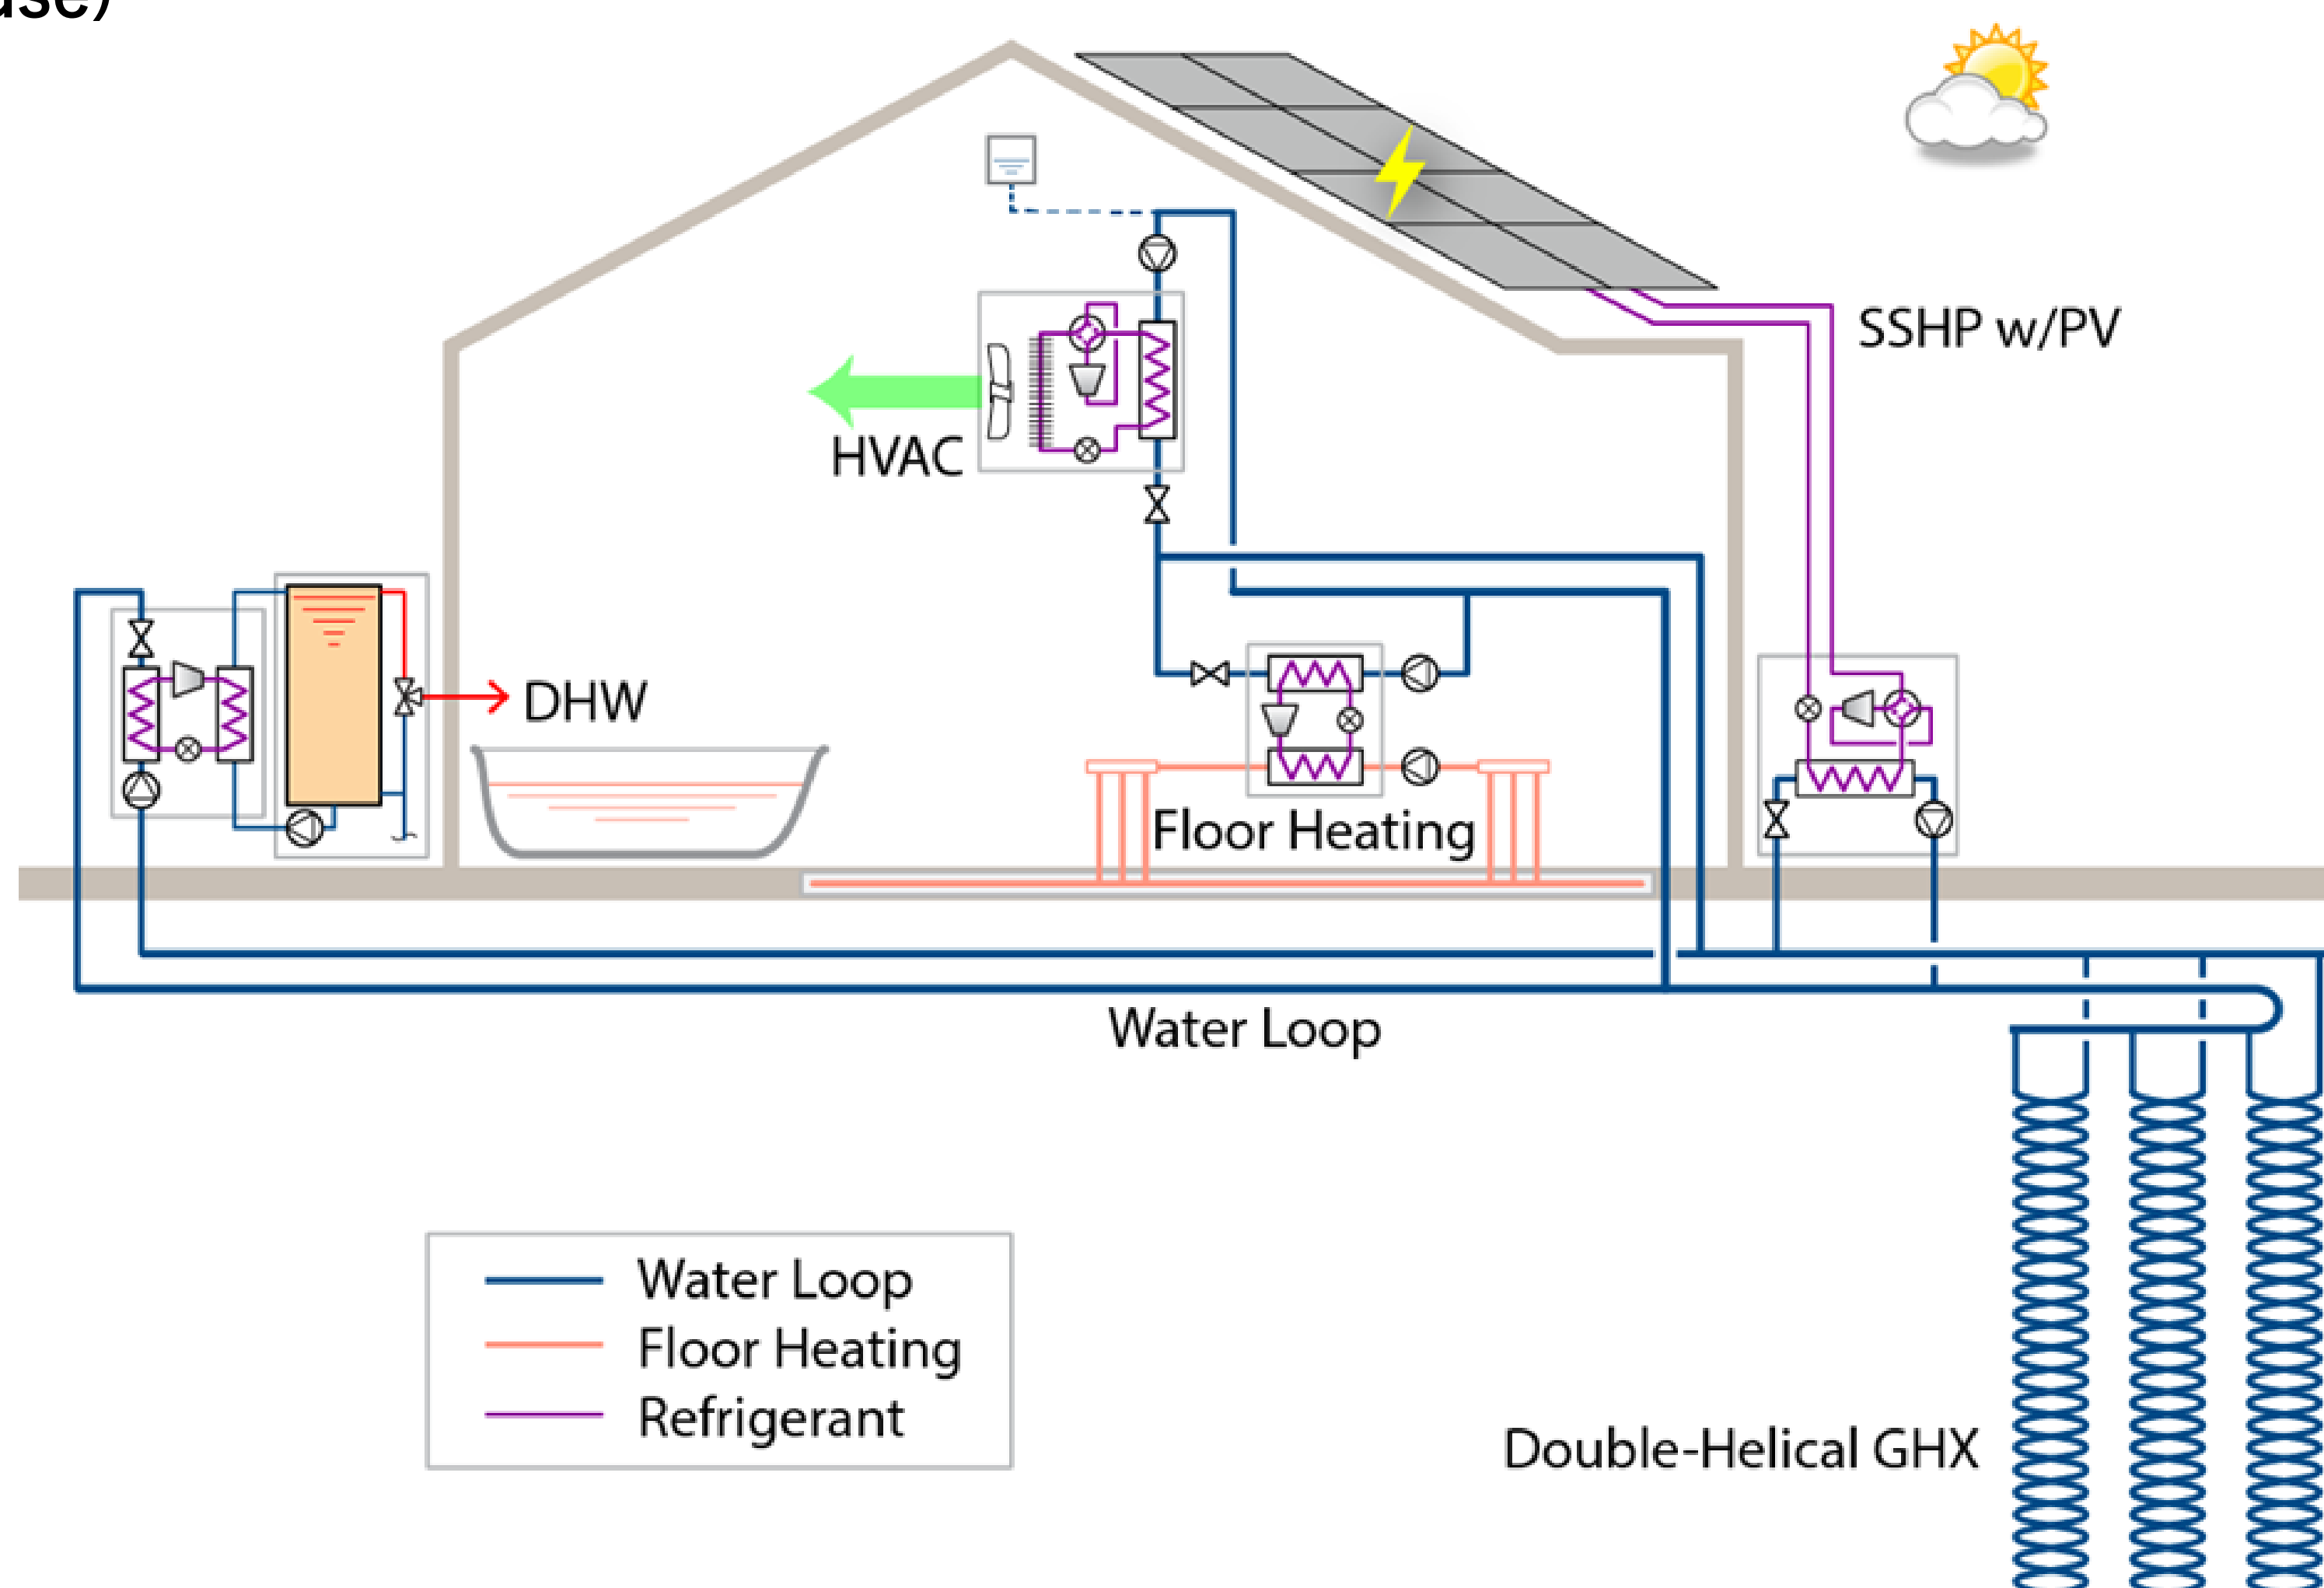 SSHP w/PV
HVAC
DHW
Floor Heating
Water Loop
Water Loop
Floor Heating
Refrigerant
Double-Helical GHX